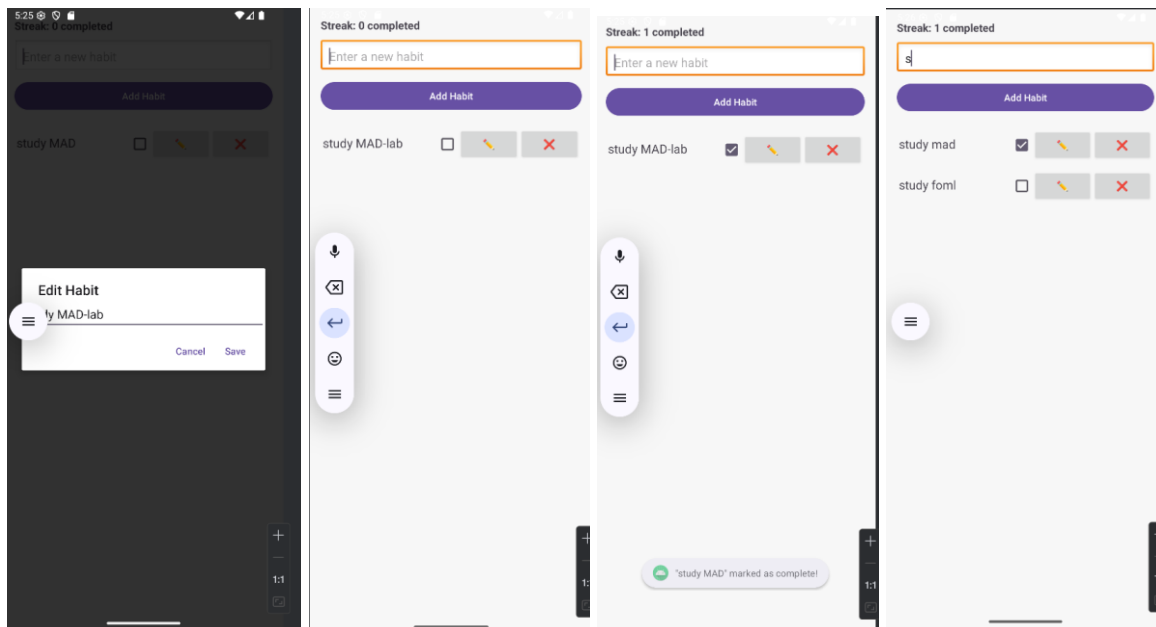 5:25
Streak: 0 completed
Enter a new habit
Add Habit
study MAD
Edit Habit
dy MAD-lab
Cancel Save
1:1
Streak: 0 completed
Enter a new habit
Add Habit
study MAD-lab
1:
Streak: 1 completed
Enter a new habit
Add Habit
study MAD-lab
"study MAD" marked as complete!
1:1
Streak: 1 completed
s
Add Habit
study mad
study foml